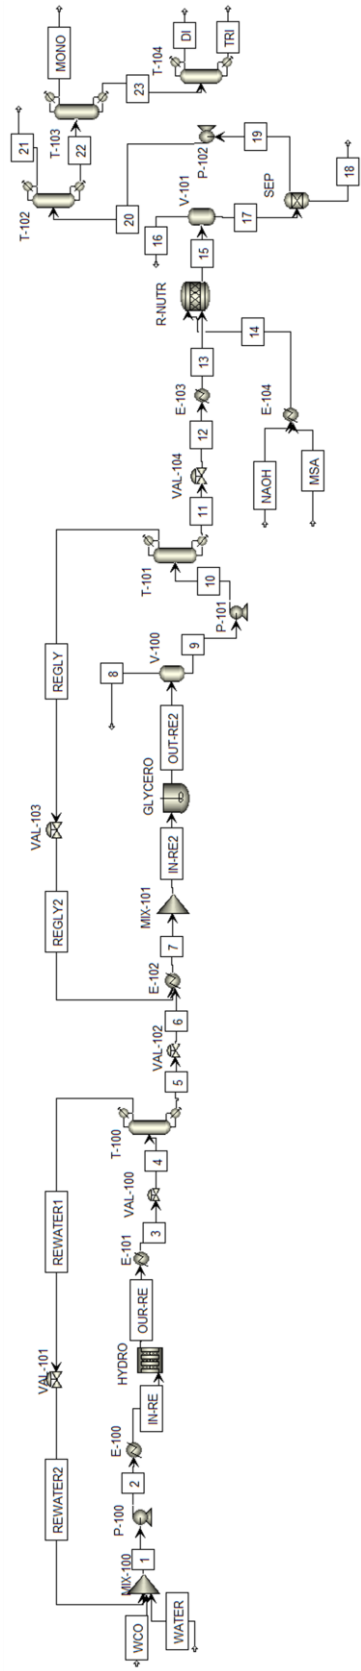 WCO
WATER
MIX-100
1
P-100
2
E-100
IN-RE
HYDRO
OUR-RE
E-101
3
VAL-100
4
T-100
REWATER1
VAL-101
REWATER2
5
VAL-102
6
E-102
7
MIX-101
IN-RE2
GLYCERO
OUT-RE2
V-100
8
9
P-101
10
T-101
REGLY
VAL-103
REGLY2
11
VAL-104
12
E-103
13
NAOH
MSA
E-104
14
R-NUTR
15
V-101
16
17
SEP
18
19
P-102
20
T-102
21
22
T-103
MONO
23
T-104
DI
TRI